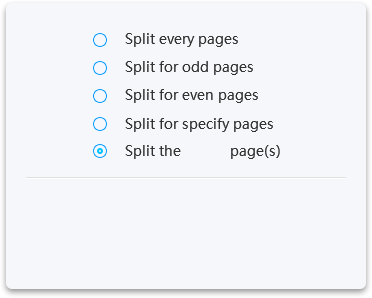 Split every pages
Split for odd pages
Split for even pages
Split for specify pages
Split the page(s)